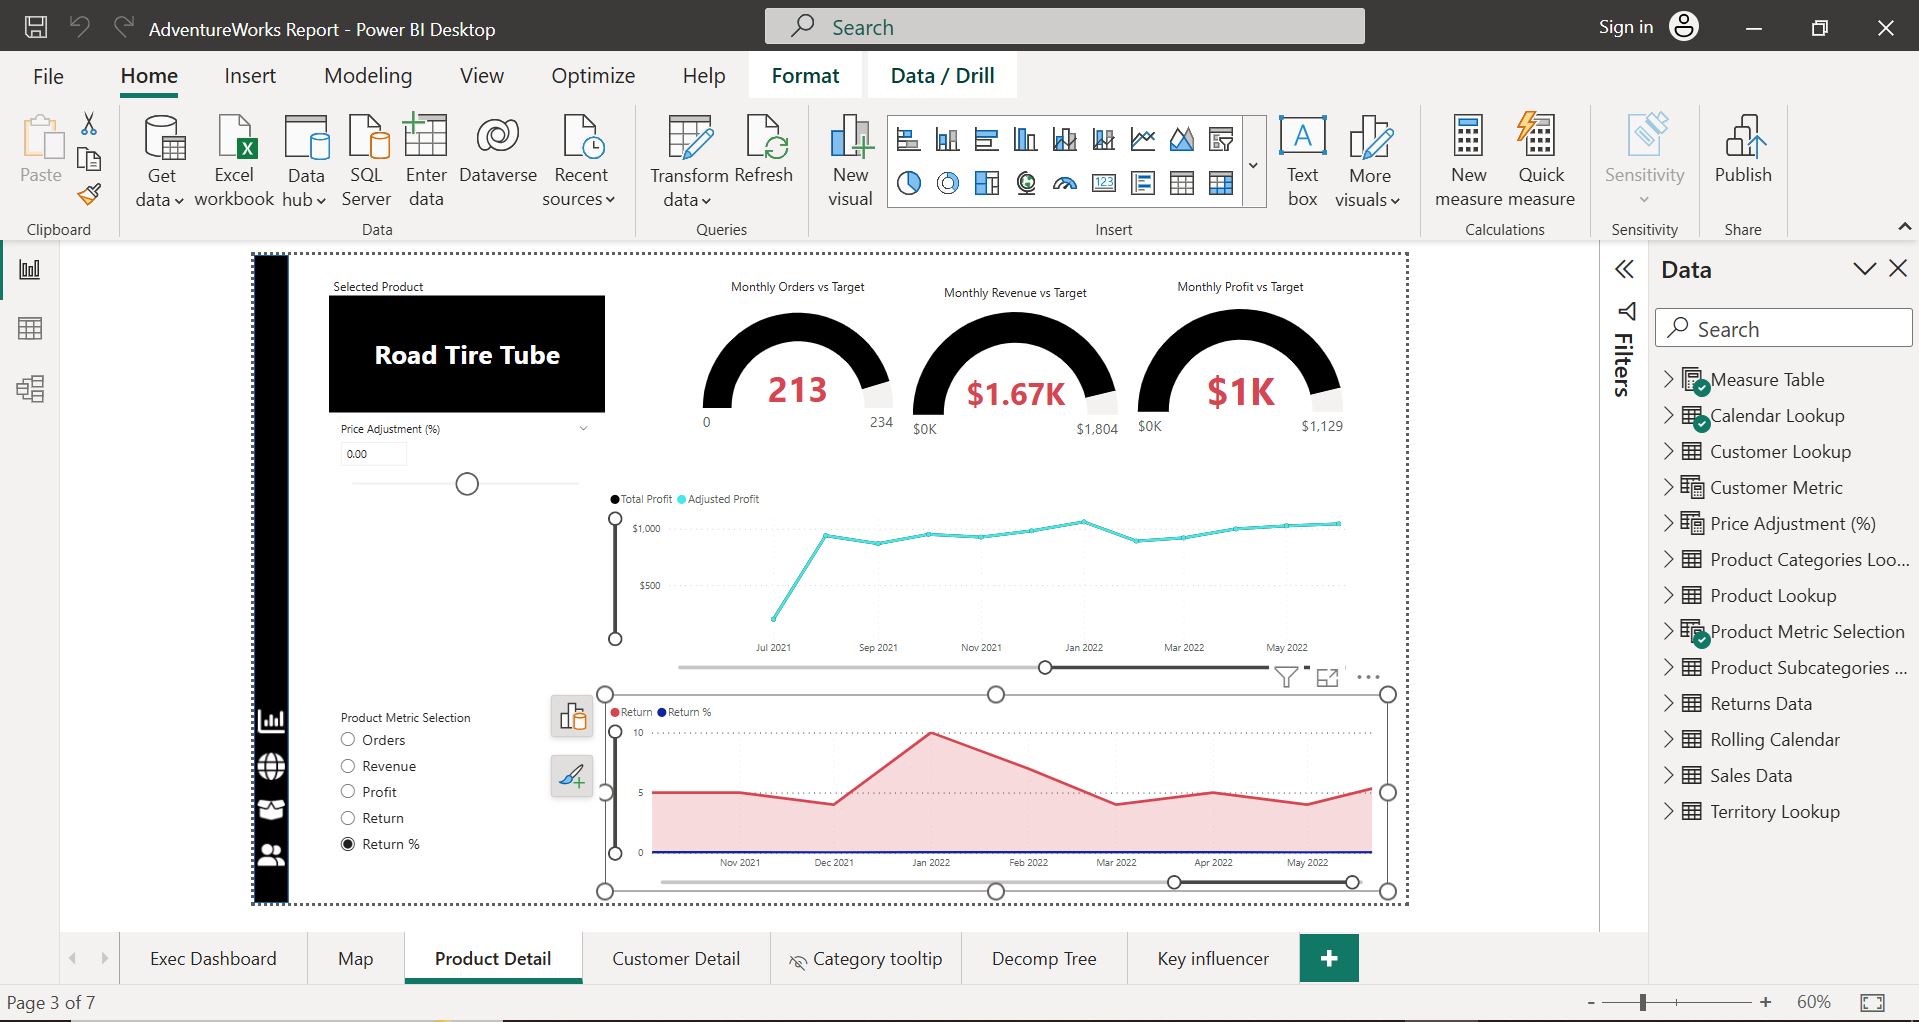 AdventureWorks Report - Power BI Desktop
Search
Sign in
File
Home
Insert
Modeling
View
Optimize
Help
Format
Data / Drill
Paste
Get data
Excel workbook
Data hub
SQL Server
Enter data
Dataverse
Recent sources
Transform data
Refresh
New visual
123
A
Text box
More visuals
New measure
Quick measure
Sensitivity
Publish
Clipboard
Data
Queries
Insert
Calculations
Sensitivity
Share
Selected Product
Road Tire Tube
Price Adjustment (%)
0.00
Monthly Orders vs Target
213
0
234
Monthly Revenue vs Target
$1.67K
$0K
$1,804
Monthly Profit vs Target
$1K
$0K
$1,129
Total Profit
Adjusted Profit
$1,000
$500
Jul 2021
Sep 2021
Nov 2021
Jan 2022
Mar 2022
May 2022
Product Metric Selection
Orders
Revenue
Profit
Return
Return %
Return
Return %
10
5
0
Nov 2021
Dec 2021
Jan 2022
Feb 2022
Mar 2022
Apr 2022
May 2022
Filters
Data
Search
Measure Table
Calendar Lookup
Customer Lookup
Customer Metric
Price Adjustment (%)
Product Categories Loo...
Product Lookup
Product Metric Selection
Product Subcategories ...
Returns Data
Rolling Calendar
Sales Data
Territory Lookup
Exec Dashboard
Map
Product Detail
Customer Detail
Category tooltip
Decomp Tree
Key influencer
+
Page 3 of 7
- + 60%